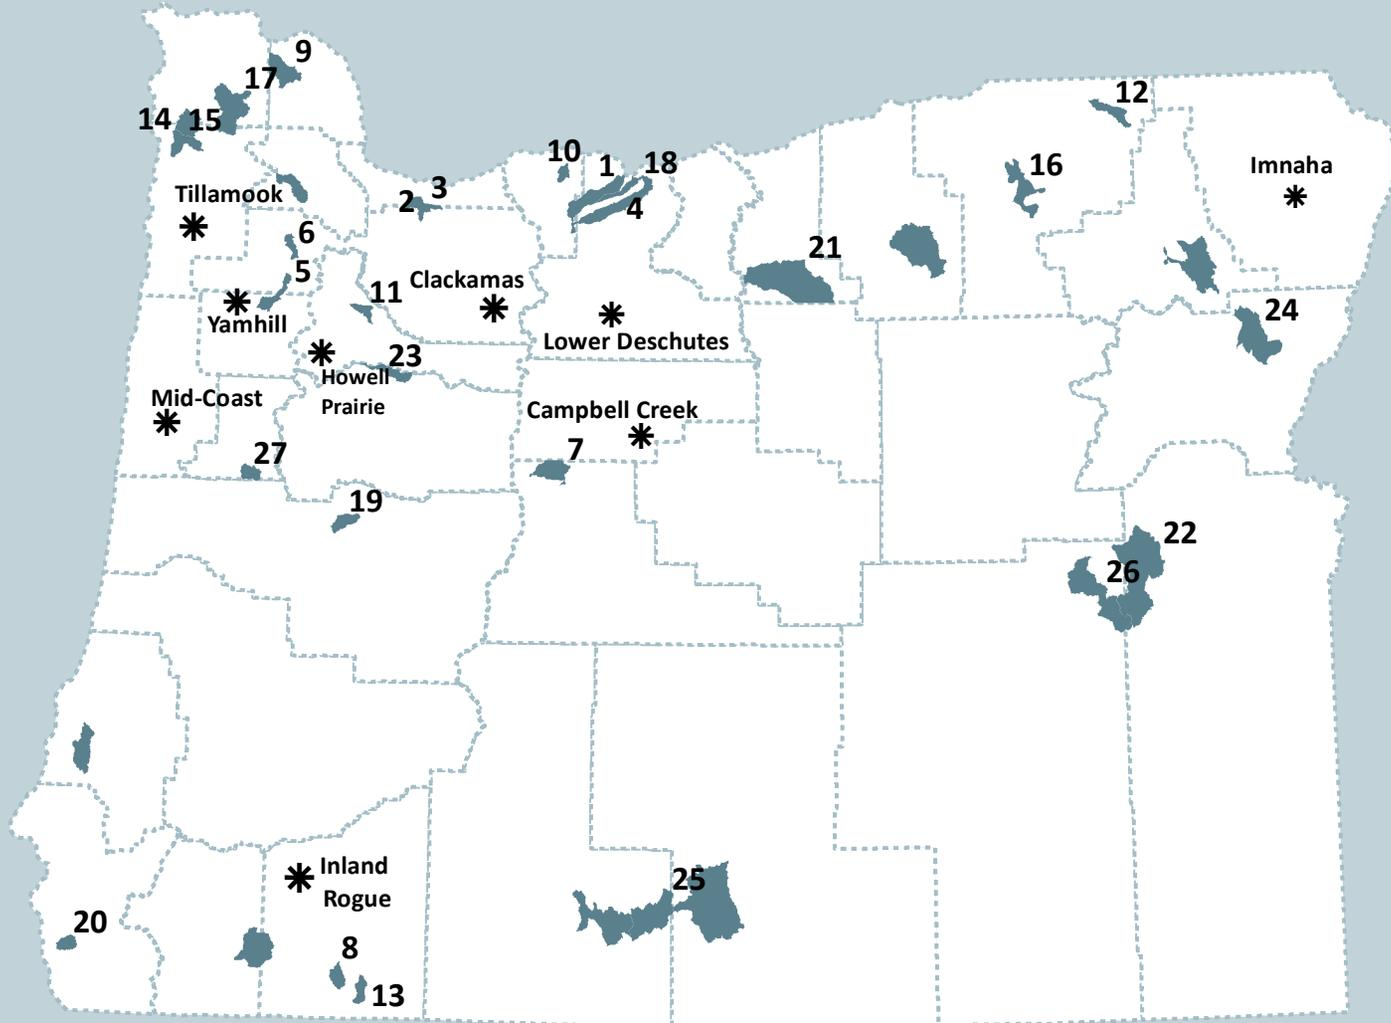 9
17
12
14 15
10
1
18
16
Imnaha
Tillamook
2
3
4
6
21
5
Clackamas
11
24
Yamhill
Lower Deschutes
23
Howell
Prairie
Mid-Coast
Campbell Creek
27
7
19
22
26
Inland
Rogue
25
20
8
13